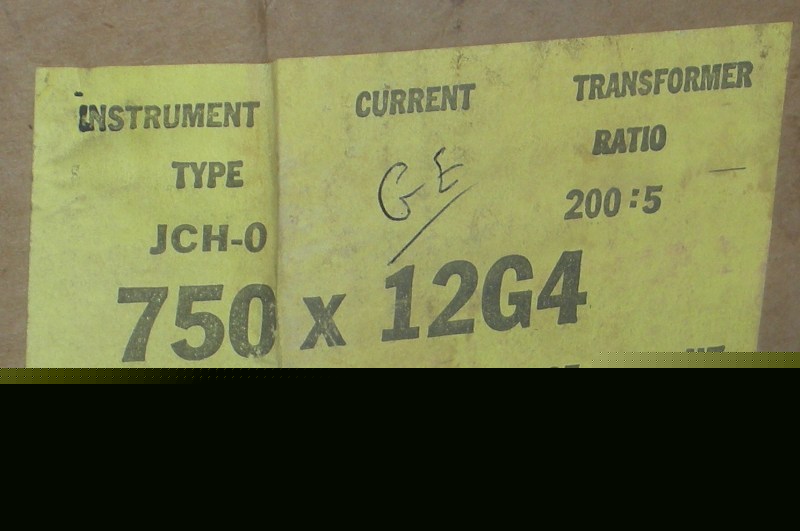 INSTRUMENT CURRENT TRANSFORMER
TYPE RATIO
GE
JCH-0 200:5
750 x 12G4